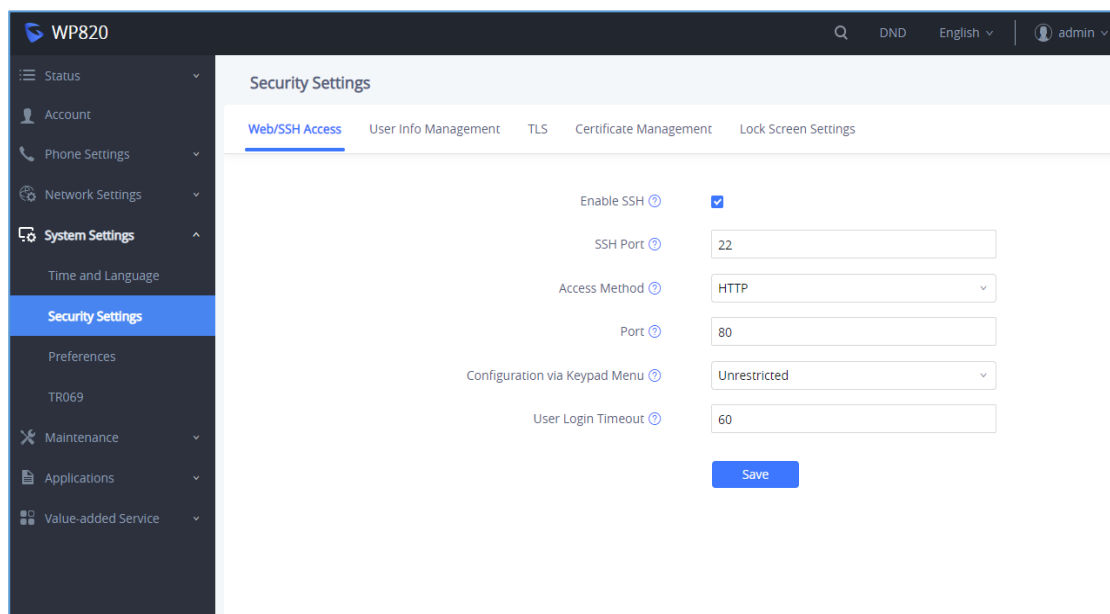 WP820
DND English admin
Status
Account
Phone Settings
Network Settings
System Settings
Time and Language
Security Settings
Preferences
TR069
Maintenance
Applications
Value-added Service
Security Settings
Web/SSH Access User Info Management TLS Certificate Management Lock Screen Settings
Enable SSH ?
SSH Port ? 22
Access Method ? HTTP
Port ? 80
Configuration via Keypad Menu ? Unrestricted
User Login Timeout ? 60
Save